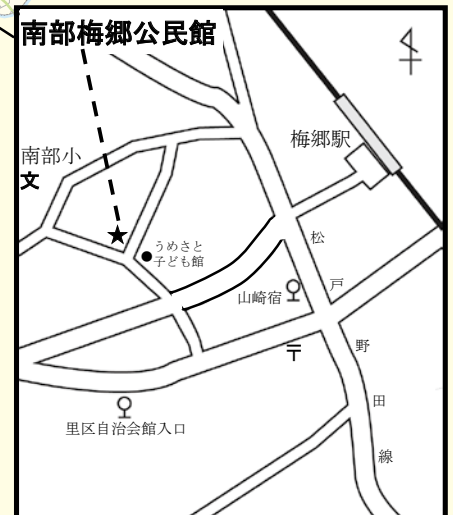 南部梅郷公民館
梅郷駅
南部小
文
うめさと
子ども館
松
戸
野
田
線
山崎宿
〒
里区自治会館入口